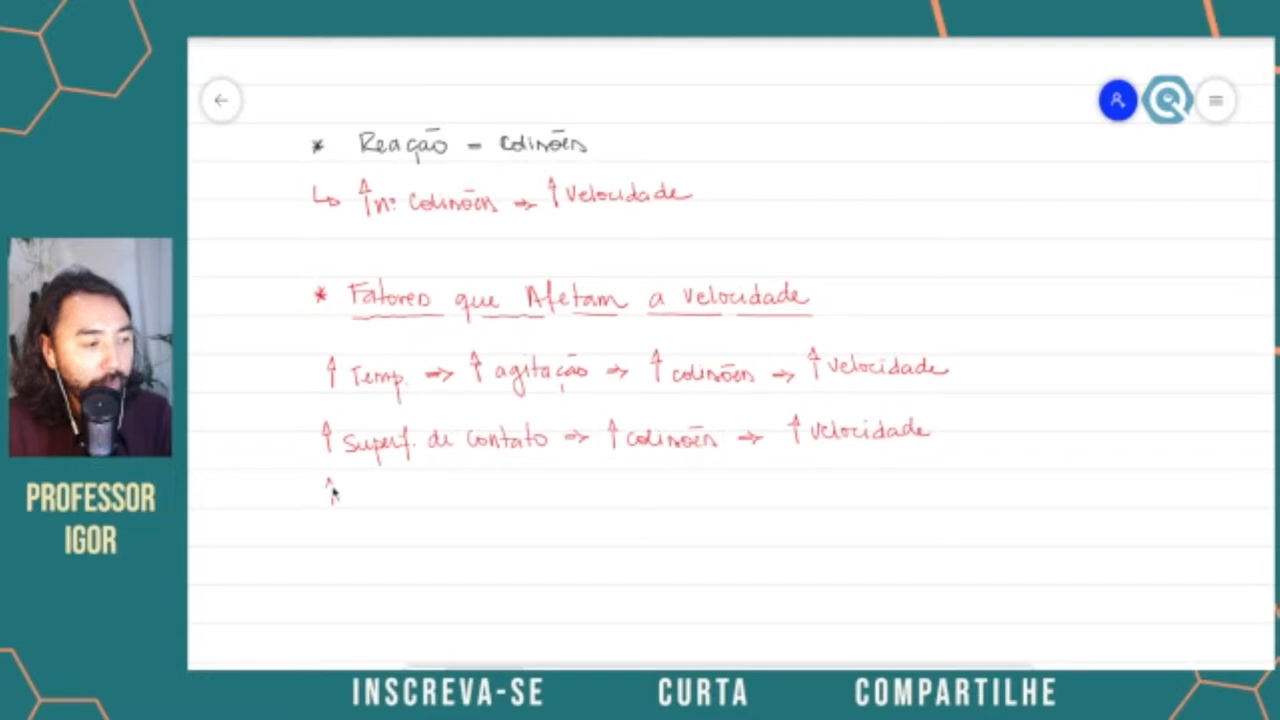 * Reação = Colisões
↳ ↑ nº Colisões → ↑ Velocidade
* Fatores que Afetam a velocidade
↑ Temp. → ↑ agitação → ↑ colisões → ↑ velocidade
↑ Superf. de Contato → ↑ colisões → ↑ velocidade
↑
PROFESSOR
IGOR
INSCREVA-SE CURTA COMPARTILHE